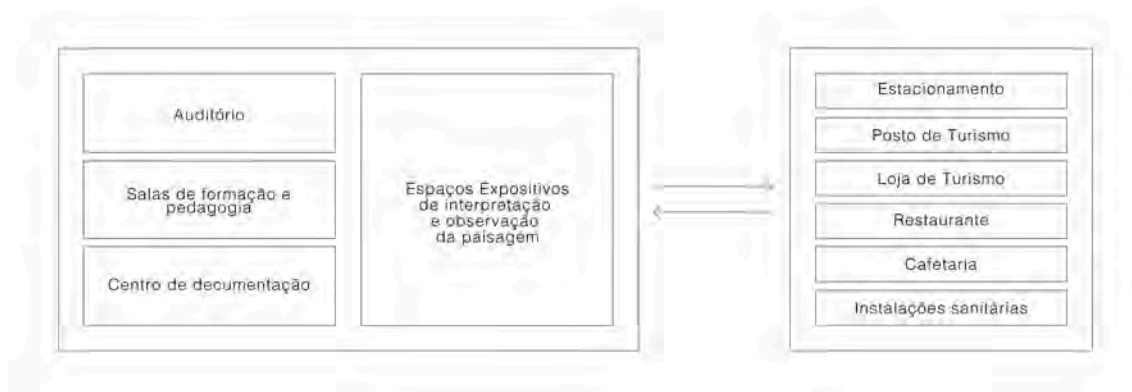 Auditório
Salas de formação e
pedagogia
Centro de documentação
Espaços Expositivos
de interpretação
e observação
da paisagem
Estacionamento
Posto de Turismo
Loja de Turismo
Restaurante
Cafetaria
Instalações sanitárias